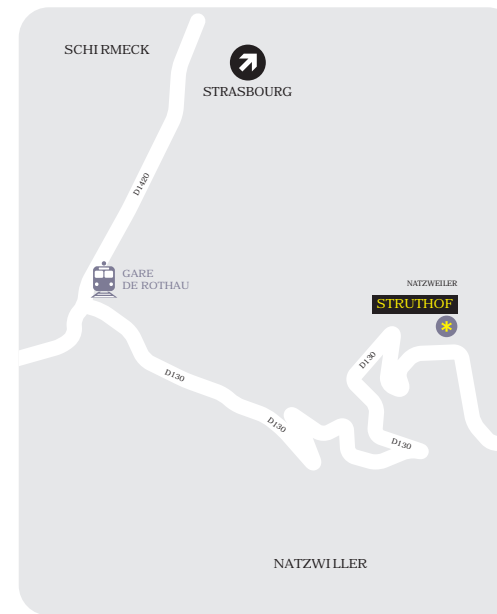 SCHIRMECK
STRASBOURG
D1420
GARE
DE ROTHAU
NATZWEILER
STRUTHOF
D130
D130
D130
D130
NATZWILLER